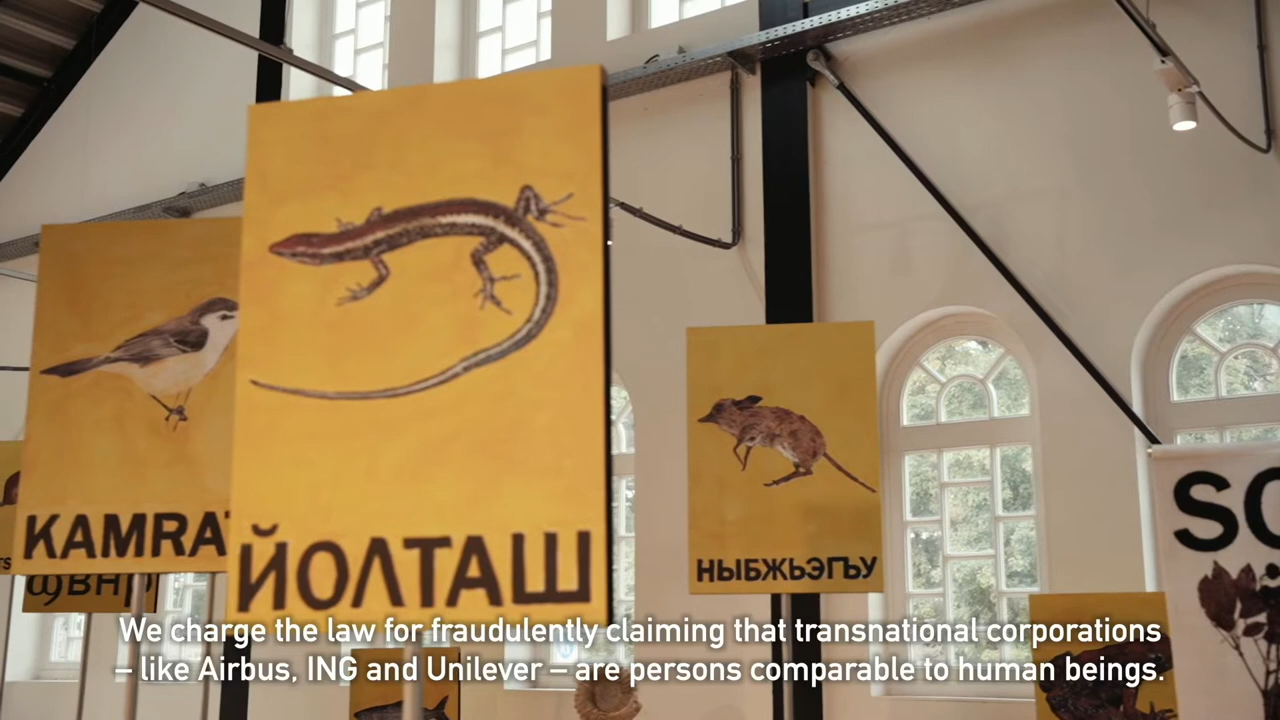 KAMRA
ЙОЛТАШ
НЫБЖЬЭГЪУ
SO
We charge the law for fraudulently claiming that transnational corporations
– like Airbus, ING and Unilever – are persons comparable to human beings.